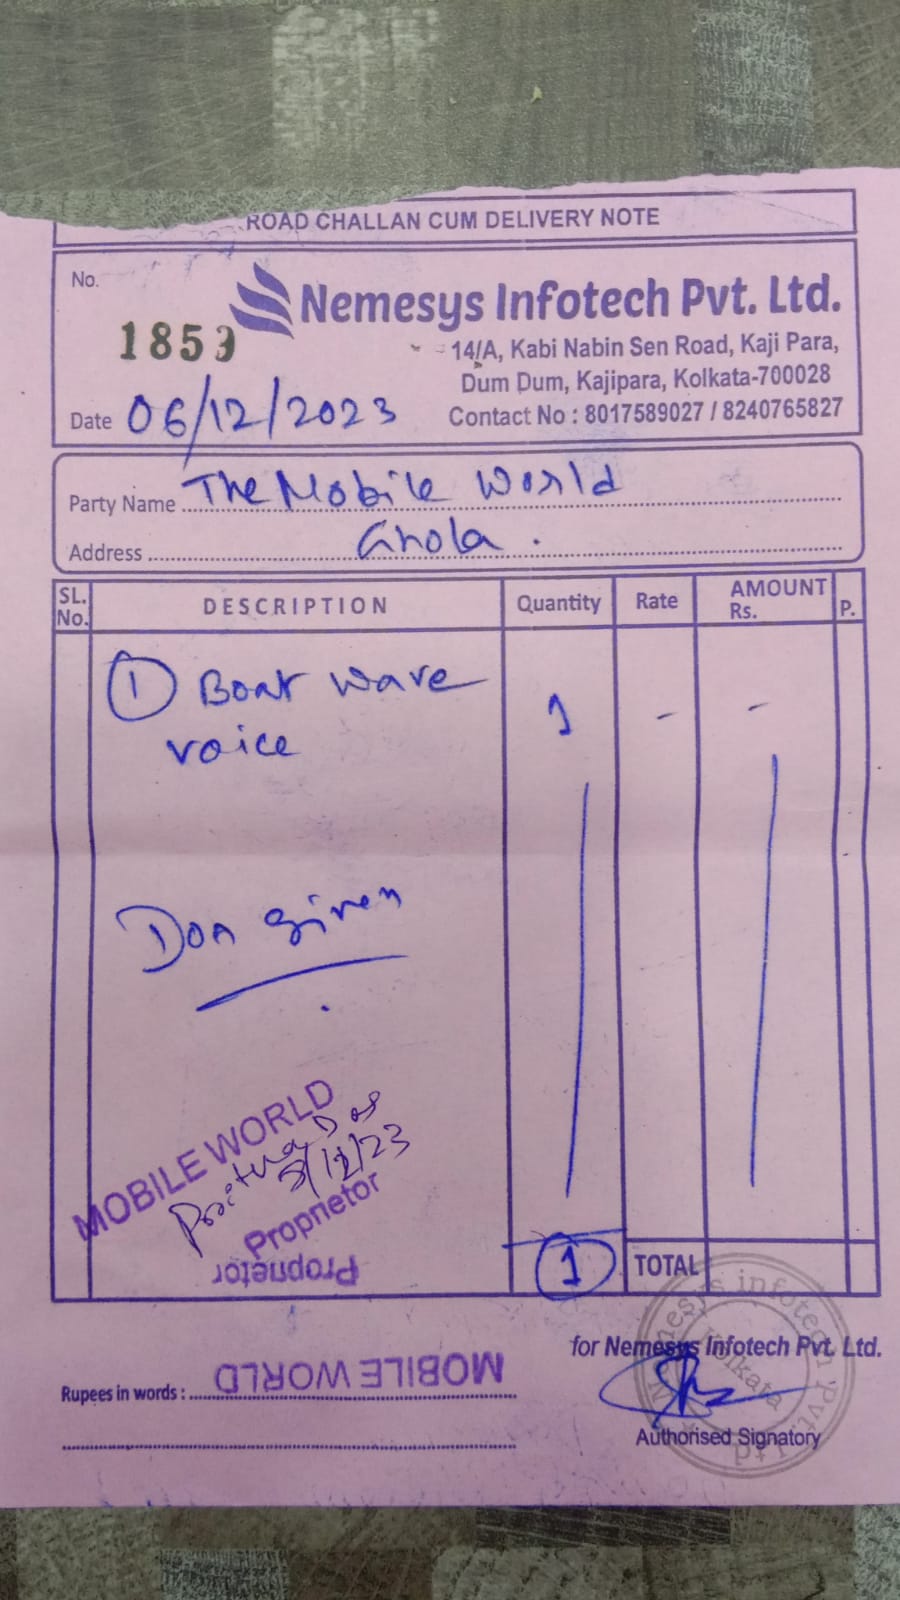 ROAD CHALLAN CUM DELIVERY NOTE
No.
1859
Nemesys Infotech Pvt. Ltd.
14/A, Kabi Nabin Sen Road, Kaji Para,
Dum Dum, Kajipara, Kolkata-700028
Contact No : 8017589027 / 8240765827
Date 06/12/2023
Party Name The Mobile World
Address Ghola .
SL. No. DESCRIPTION Quantity Rate AMOUNT Rs. P.
1 Boat wave 1 - -
voice
Doa given
MOBILE WORLD
Das
/12/23
Proprietor
Proprietor
1 TOTAL
for Nemesys Infotech Pvt. Ltd.
Rupees in words : MOBILE WORLD
Authorised Signatory
Nemesys infotech Pvt. Ltd
Kolkata